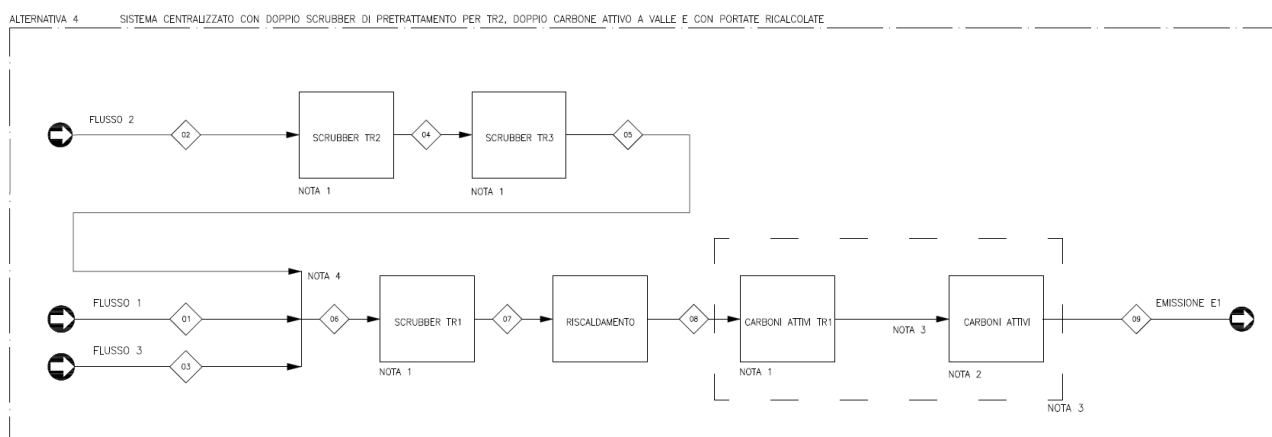 ALTERNATIVA 4 SISTEMA CENTRALIZZATO CON DOPPIO SCRUBBER DI PRETRATTAMENTO PER TR2, DOPPIO CARBONE ATTIVO A VALLE E CON PORTATE RICALCOLATE
FLUSSO 2
02
SCRUBBER TR2
04
SCRUBBER TR3
05
NOTA 1
NOTA 1
NOTA 4
FLUSSO 1
01
06
SCRUBBER TR1
07
RISCALDAMENTO
08
CARBONI ATTIVI TR1
NOTA 3
CARBONI ATTIVI
09
EMISSIONE E1
FLUSSO 3
03
NOTA 1
NOTA 1
NOTA 2
NOTA 3